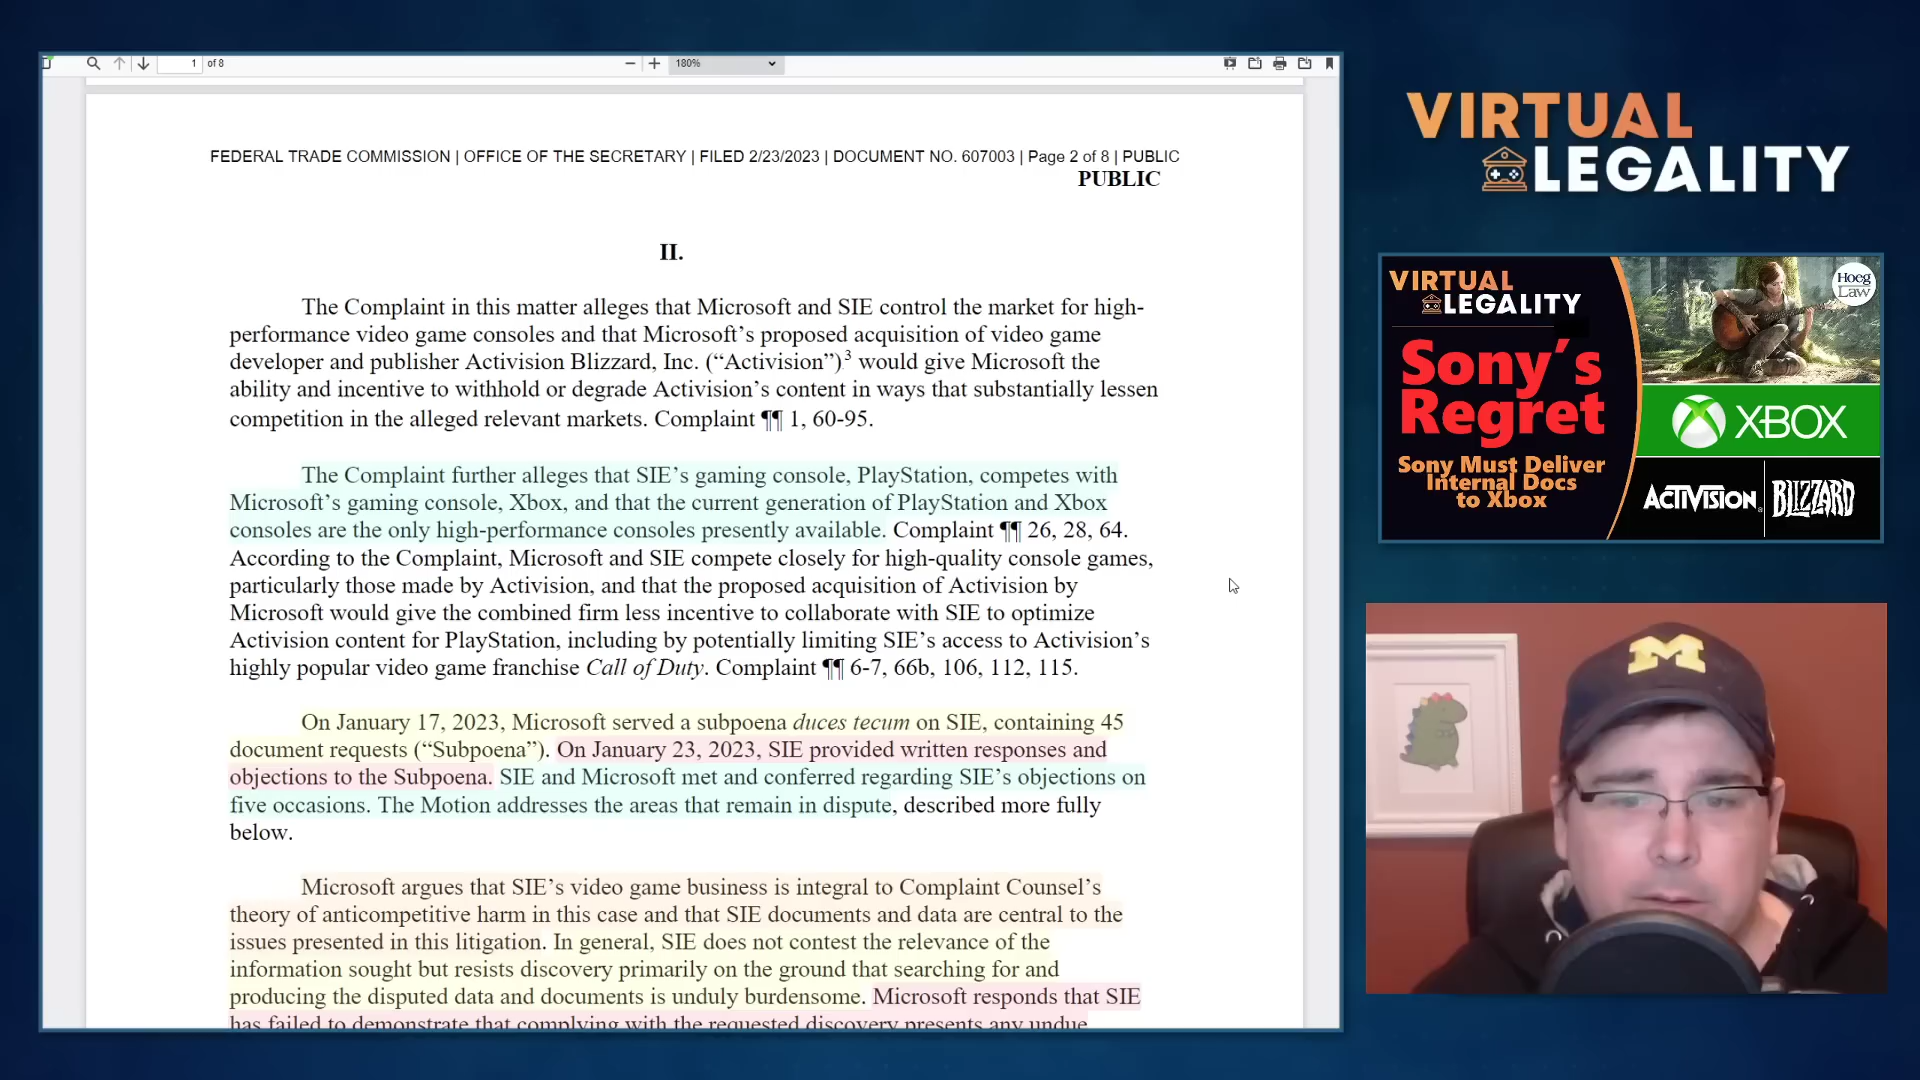 1 of 8
180%
FEDERAL TRADE COMMISSION | OFFICE OF THE SECRETARY | FILED 2/23/2023 | DOCUMENT NO. 607003 | Page 2 of 8 | PUBLIC
PUBLIC
II.
The Complaint in this matter alleges that Microsoft and SIE control the market for high-
performance video game consoles and that Microsoft’s proposed acquisition of video game
developer and publisher Activision Blizzard, Inc. (“Activision”)3 would give Microsoft the
ability and incentive to withhold or degrade Activision’s content in ways that substantially lessen
competition in the alleged relevant markets. Complaint ¶¶ 1, 60-95.
The Complaint further alleges that SIE’s gaming console, PlayStation, competes with
Microsoft’s gaming console, Xbox, and that the current generation of PlayStation and Xbox
consoles are the only high-performance consoles presently available. Complaint ¶¶ 26, 28, 64.
According to the Complaint, Microsoft and SIE compete closely for high-quality console games,
particularly those made by Activision, and that the proposed acquisition of Activision by
Microsoft would give the combined firm less incentive to collaborate with SIE to optimize
Activision content for PlayStation, including by potentially limiting SIE’s access to Activision’s
highly popular video game franchise Call of Duty. Complaint ¶¶ 6-7, 66b, 106, 112, 115.
On January 17, 2023, Microsoft served a subpoena duces tecum on SIE, containing 45
document requests (“Subpoena”). On January 23, 2023, SIE provided written responses and
objections to the Subpoena. SIE and Microsoft met and conferred regarding SIE’s objections on
five occasions. The Motion addresses the areas that remain in dispute, described more fully
below.
Microsoft argues that SIE’s video game business is integral to Complaint Counsel’s
theory of anticompetitive harm in this case and that SIE documents and data are central to the
issues presented in this litigation. In general, SIE does not contest the relevance of the
information sought but resists discovery primarily on the ground that searching for and
producing the disputed data and documents is unduly burdensome. Microsoft responds that SIE
has failed to demonstrate that complying with the requested discovery presents any undue
VIRTUAL
LEGALITY
VIRTUAL
LEGALITY
Hoeg
Law
Sony's
Regret
Sony Must Deliver
Internal Docs
to Xbox
XBOX
ACTIVISION
BLIZZARD
M